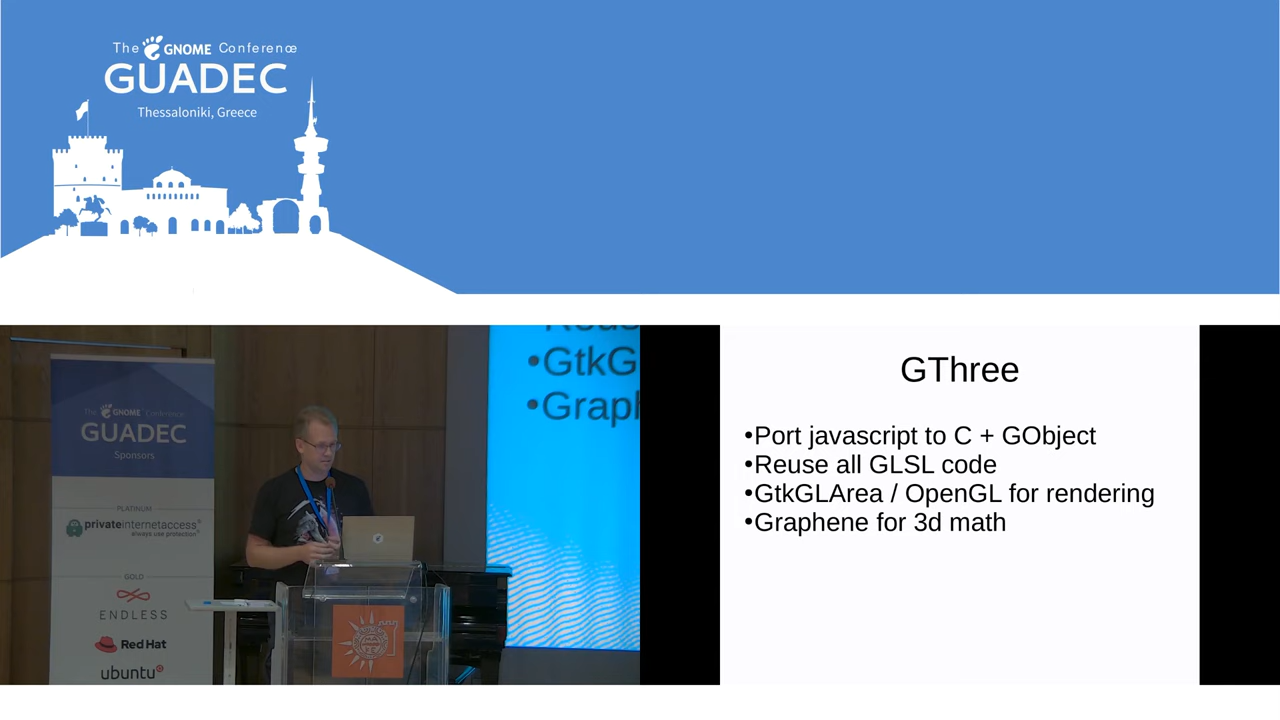 The GNOME Conference
GUADEC
Thessaloniki, Greece
The GNOME Conference
GUADEC
Sponsors
PLATINUM
privateinternetaccess®
always use protection®
GOLD
ENDLESS
Red Hat
ubuntu
•GtkG
•Graph
GThree
•Port javascript to C + GObject
•Reuse all GLSL code
•GtkGLArea / OpenGL for rendering
•Graphene for 3d math